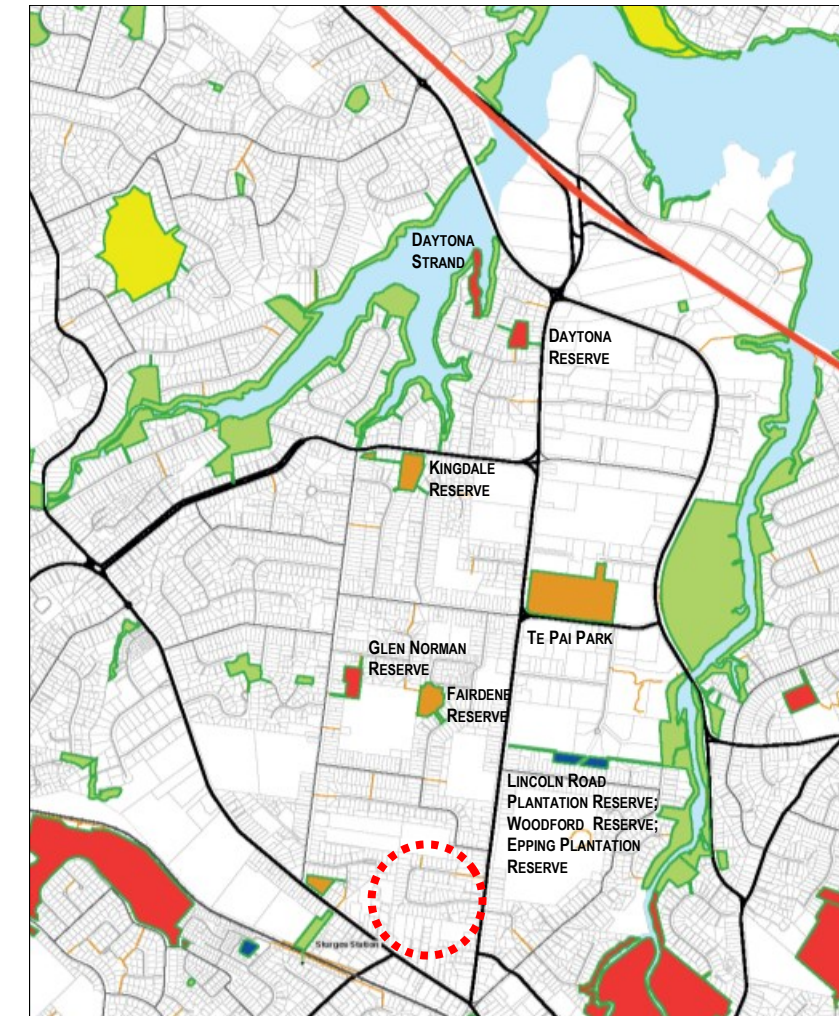 DAYTONA
STRAND
DAYTONA
RESERVE
KINGDALE
RESERVE
TE PAI PARK
GLEN NORMAN
RESERVE
FAIRDENE
RESERVE
LINCOLN ROAD
PLANTATION RESERVE;
WOODFORD RESERVE;
EPPING PLANTATION
RESERVE
Sturges Station